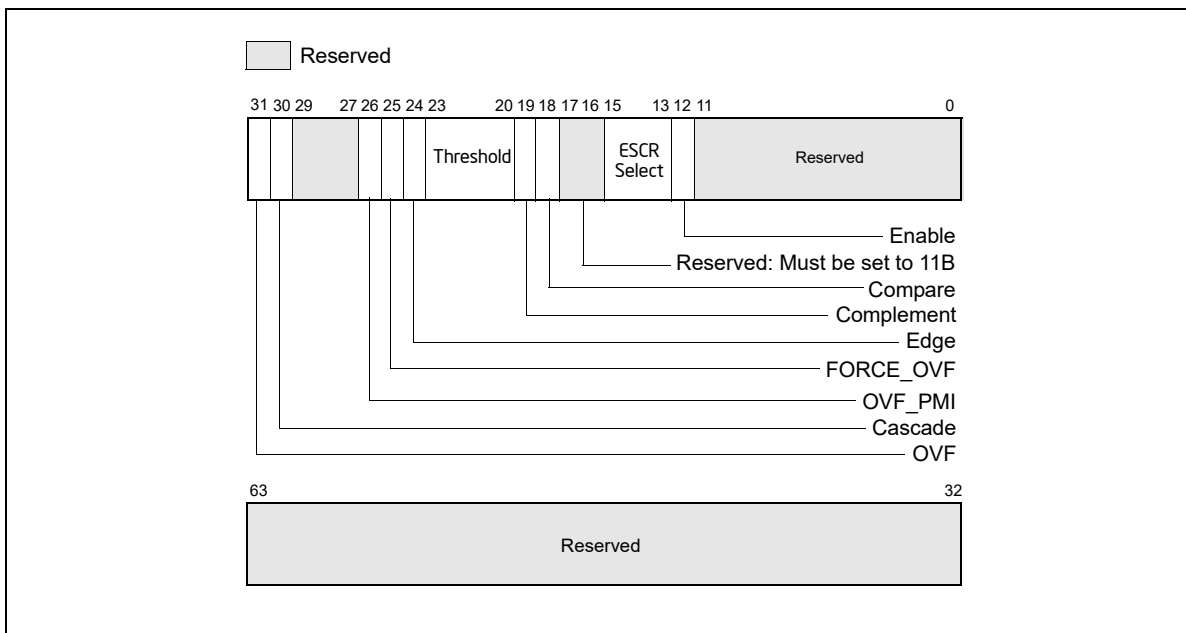 Reserved
31 30 29 27 26 25 24 23 20 19 18 17 16 15 13 12 11 0
Threshold
ESCR
Select
Reserved
Enable
Reserved: Must be set to 11B
Compare
Complement
Edge
FORCE_OVF
OVF_PMI
Cascade
OVF
63 32
Reserved